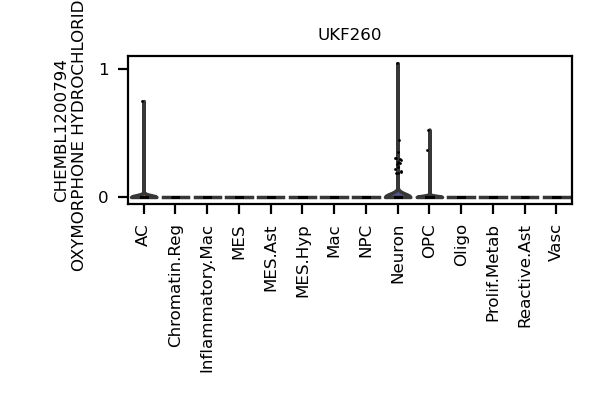 UKF260
CHEMBL1200794
OXYMORPHONE HYDROCHLORID
1
0
AC
Chromatin.Reg
Inflammatory.Mac
MES
MES.Ast
MES.Hyp
Mac
NPC
Neuron
OPC
Oligo
Prolif.Metab
Reactive.Ast
Vasc